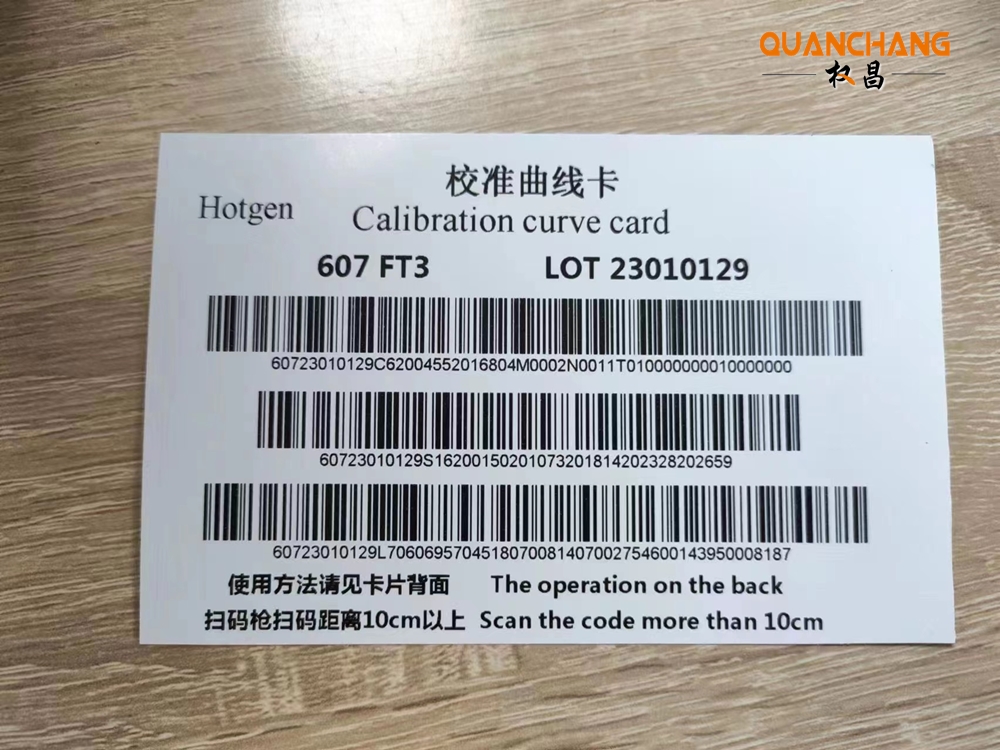 QUANCHANG
权昌
校准曲线卡
Hotgen Calibration curve card
607 FT3 LOT 23010129
60723010129C62004552016804M0002N0011T010000000010000000
60723010129S16200150201073201814202328202659
60723010129L7060695704518070081407002754600143950008187
使用方法请见卡片背面 The operation on the back
扫码枪扫码距离10cm以上 Scan the code more than 10cm